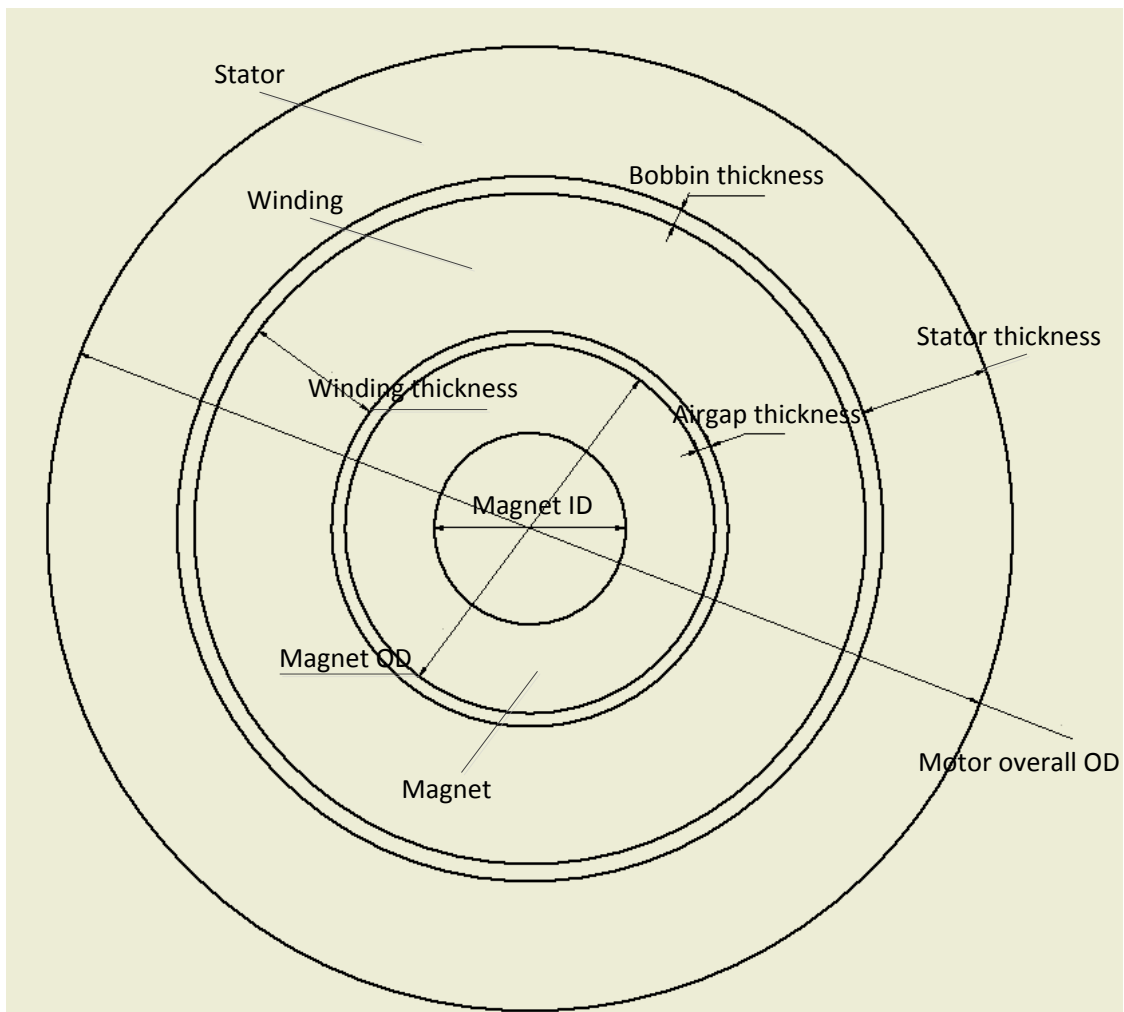 Stator
Bobbin thickness
Winding
Stator thickness
Winding thickness
Airgap thickness
Magnet ID
Magnet OD
Motor overall OD
Magnet